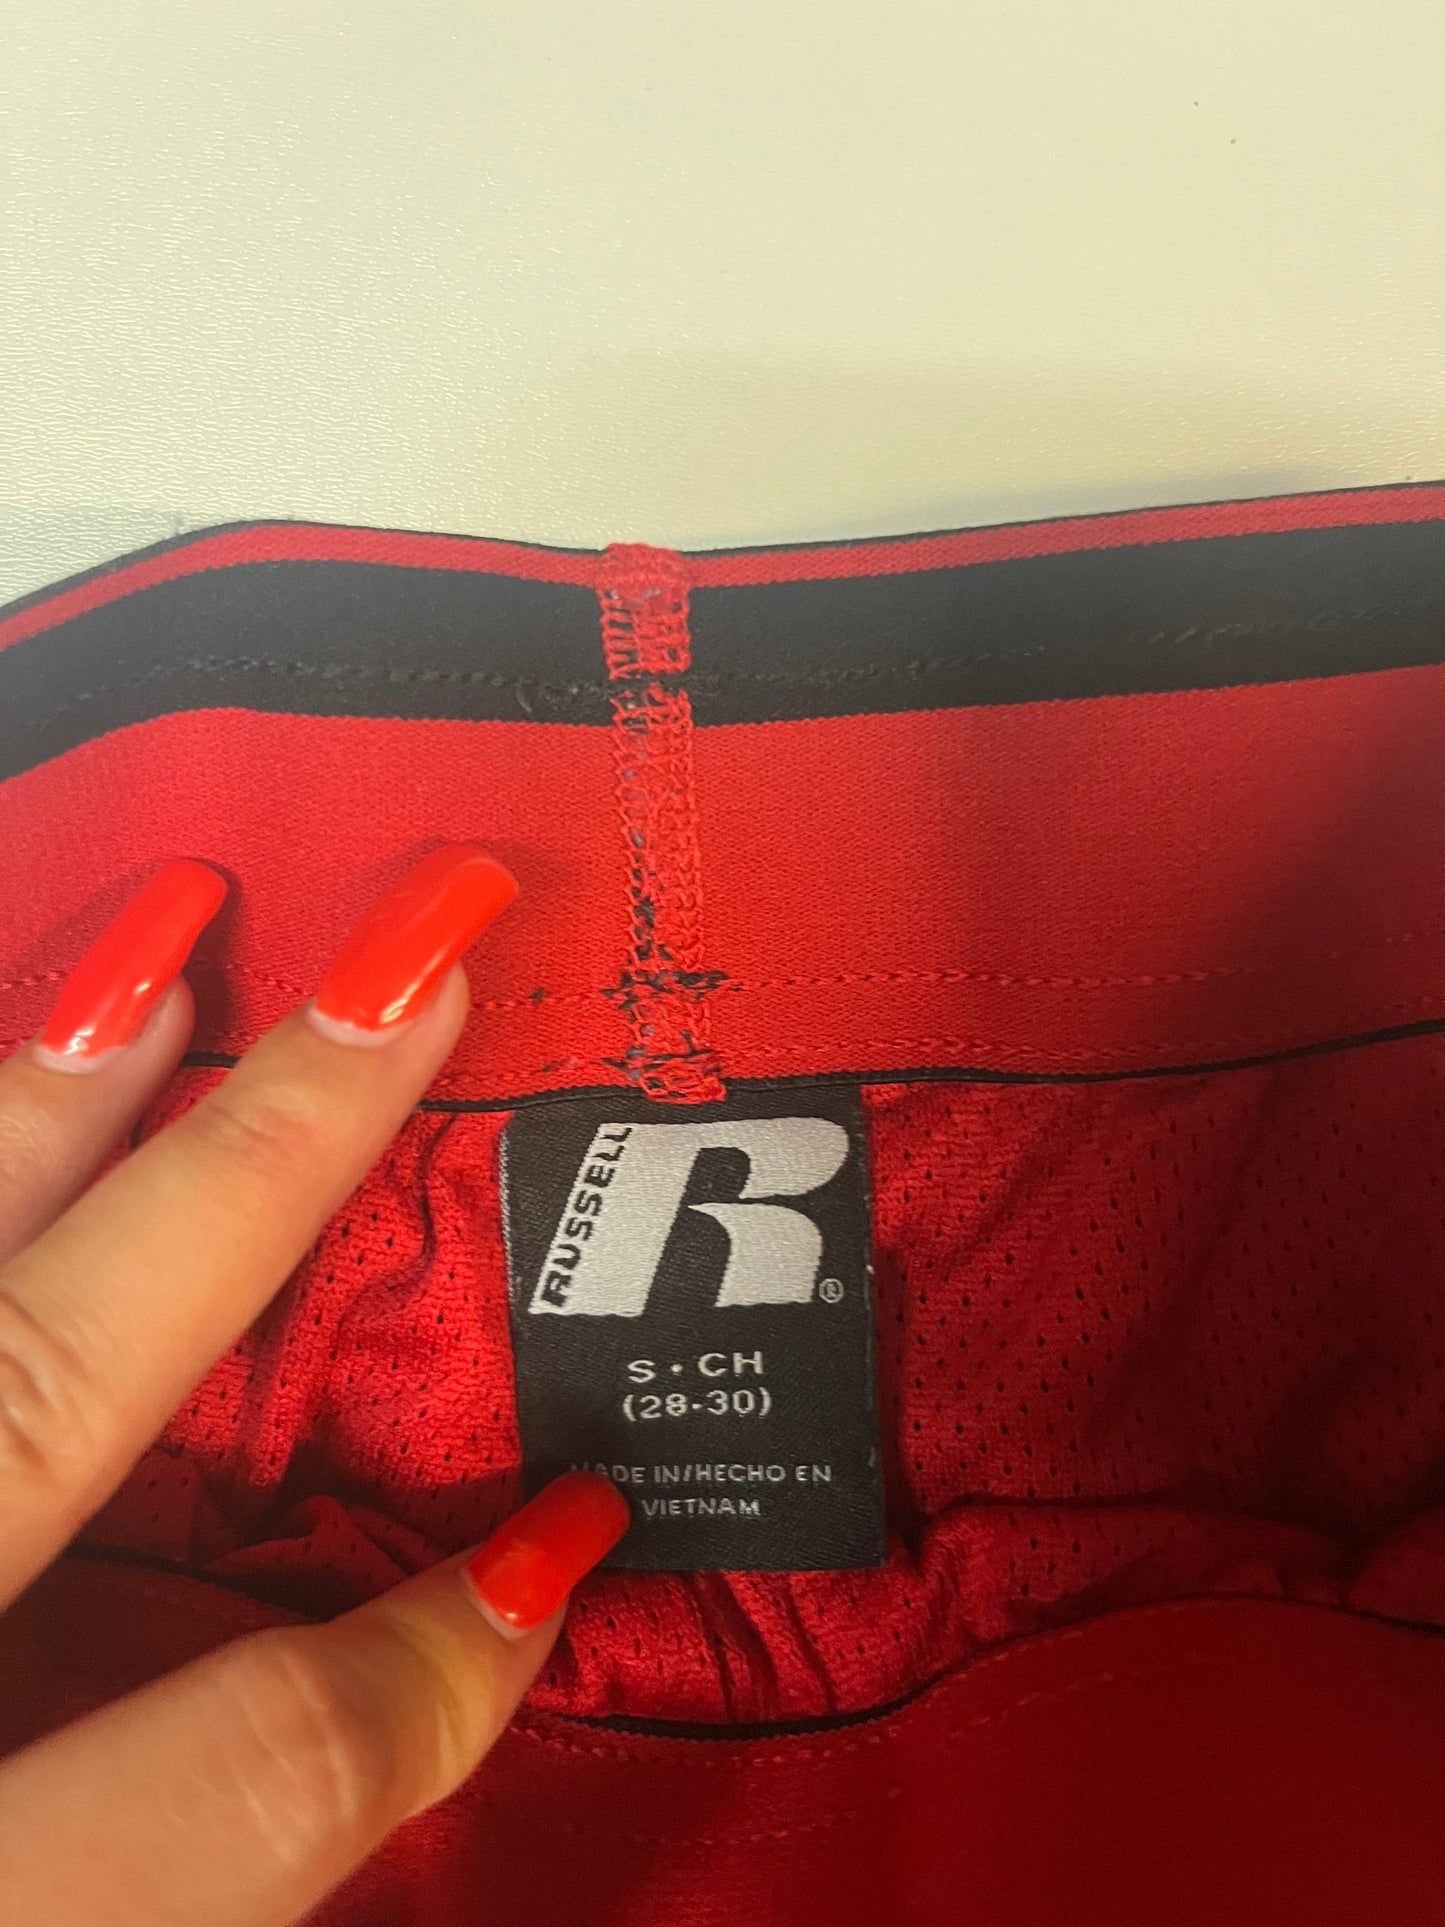 RUSSELL
R®
S • CH
(28-30)
MADE IN/HECHO EN
VIETNAM